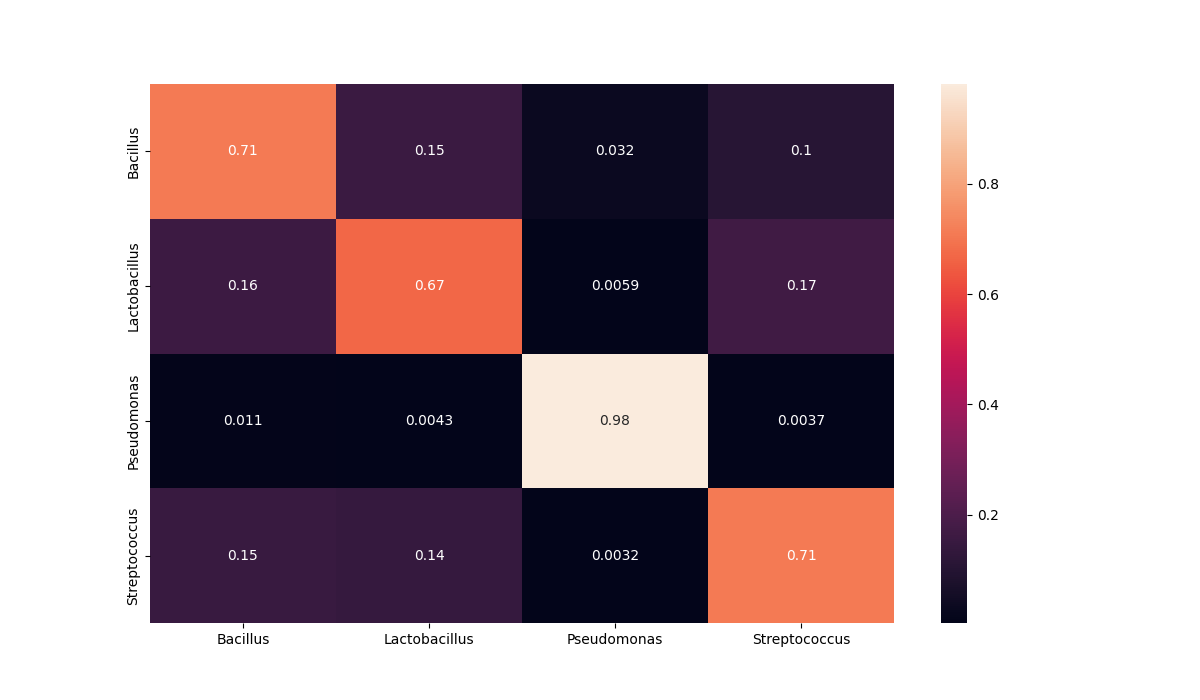 Bacillus 0.71 0.15 0.032 0.1
Lactobacillus 0.16 0.67 0.0059 0.17
Pseudomonas 0.011 0.0043 0.98 0.0037
Streptococcus 0.15 0.14 0.0032 0.71
Bacillus Lactobacillus Pseudomonas Streptococcus
0.8
0.6
0.4
0.2